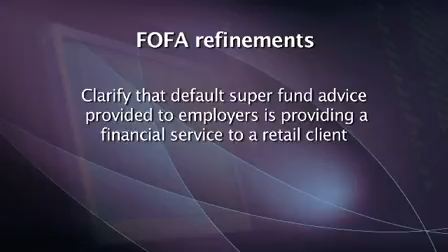 FOFA refinements
Clarify that default super fund advice
provided to employers is providing a
financial service to a retail client